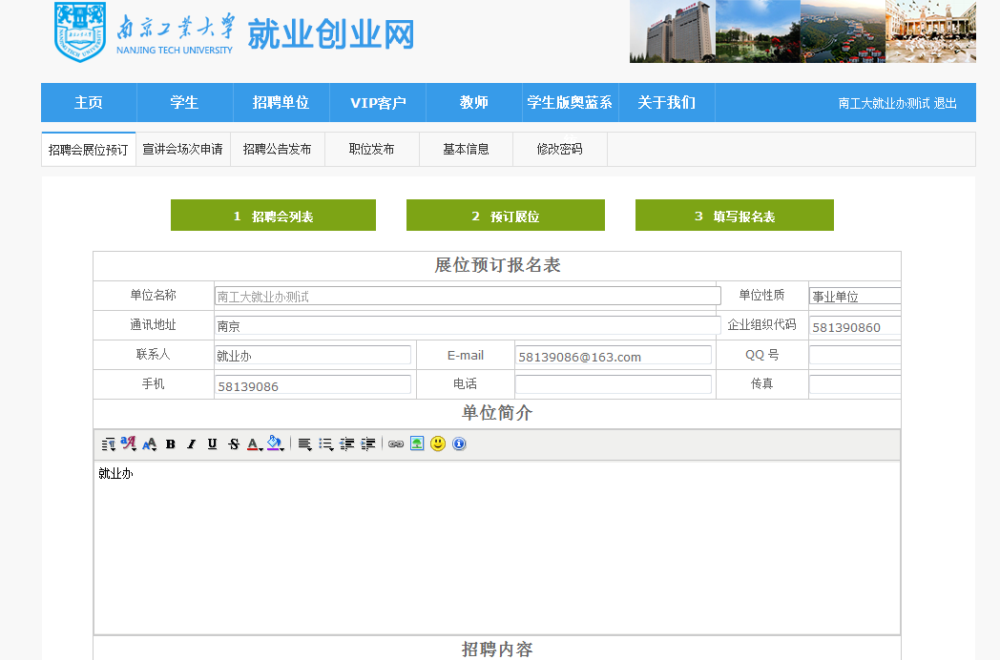 南京工业大学 就业创业网
NANJING TECH UNIVERSITY
主页 学生 招聘单位 VIP客户 教师 学生版奥蓝系 关于我们 南工大就业办测试 退出
招聘会展位预订 宣讲会场次申请 招聘公告发布 职位发布 基本信息 修改密码
1 招聘会列表 2 预订展位 3 填写报名表
展位预订报名表
单位名称 南工大就业办测试 单位性质 事业单位
通讯地址 南京 企业组织代码 581390860
联系人 就业办 E-mail 58139086@163.com QQ 号
手机 58139086 电话 传真
单位简介
B I U S A
就业办
招聘内容